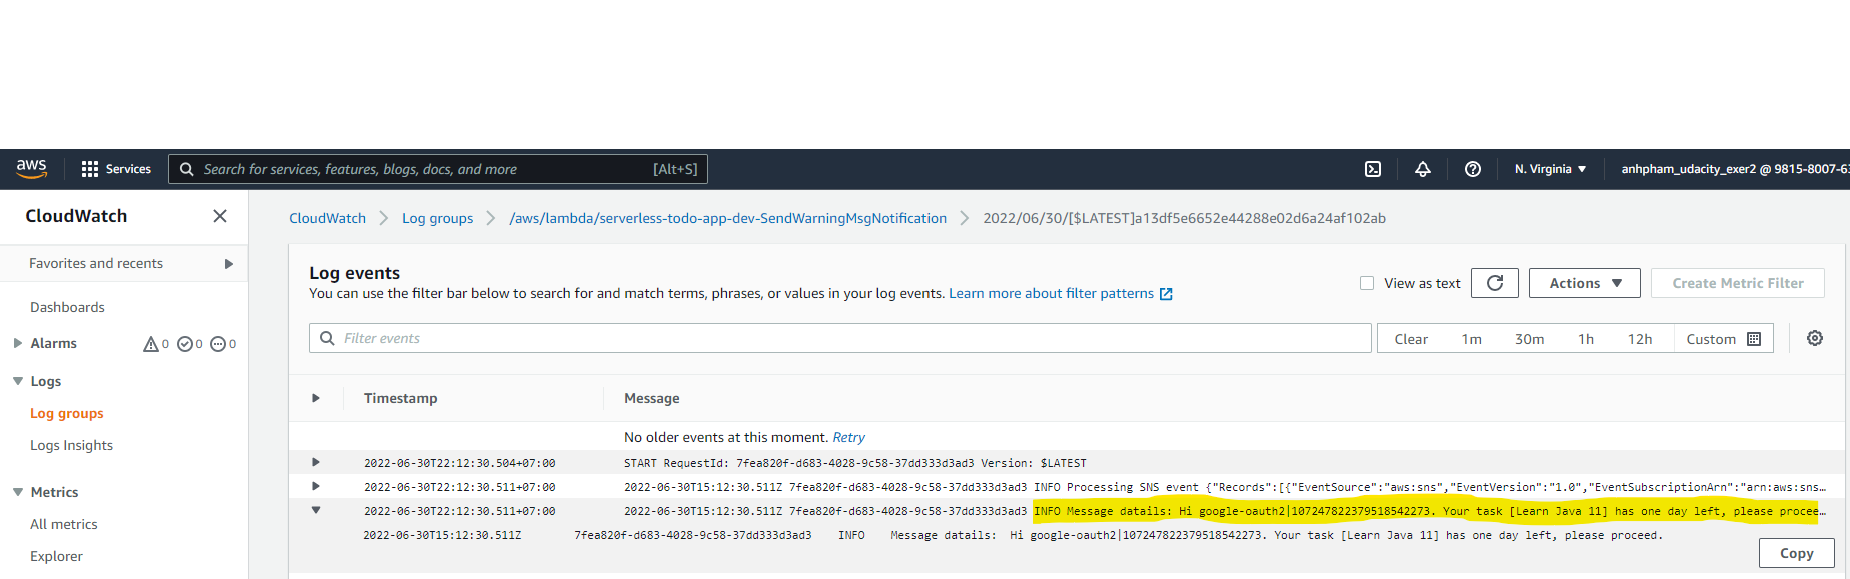 aws Services Search for services, features, blogs, docs, and more [Alt+S] N. Virginia anhpham_udacity_exer2 @ 9815-8007-6
CloudWatch
Favorites and recents
Dashboards
Alarms 0 0 0
Logs
Log groups
Logs Insights
Metrics
All metrics
Explorer
CloudWatch Log groups /aws/lambda/serverless-todo-app-dev-SendWarningMsgNotification 2022/06/30/[$LATEST]a13df5e6652e44288e02d6a24af102ab
Log events
You can use the filter bar below to search for and match terms, phrases, or values in your log events. Learn more about filter patterns
View as text Actions Create Metric Filter
Filter events Clear 1m 30m 1h 12h Custom
Timestamp Message
No older events at this moment. Retry
2022-06-30T22:12:30.504+07:00 START RequestId: 7fea820f-d683-4028-9c58-37dd333d3ad3 Version: $LATEST
2022-06-30T22:12:30.511+07:00 2022-06-30T15:12:30.511Z 7fea820f-d683-4028-9c58-37dd333d3ad3 INFO Processing SNS event {"Records":[{"EventSource":"aws:sns","EventVersion":"1.0","EventSubscriptionArn":"arn:aws:sns…
2022-06-30T22:12:30.511+07:00 2022-06-30T15:12:30.511Z 7fea820f-d683-4028-9c58-37dd333d3ad3 INFO Message datails: Hi google-oauth2|107247822379518542273. Your task [Learn Java 11] has one day left, please procee…
2022-06-30T15:12:30.511Z 7fea820f-d683-4028-9c58-37dd333d3ad3 INFO Message datails: Hi google-oauth2|107247822379518542273. Your task [Learn Java 11] has one day left, please proceed.
Copy